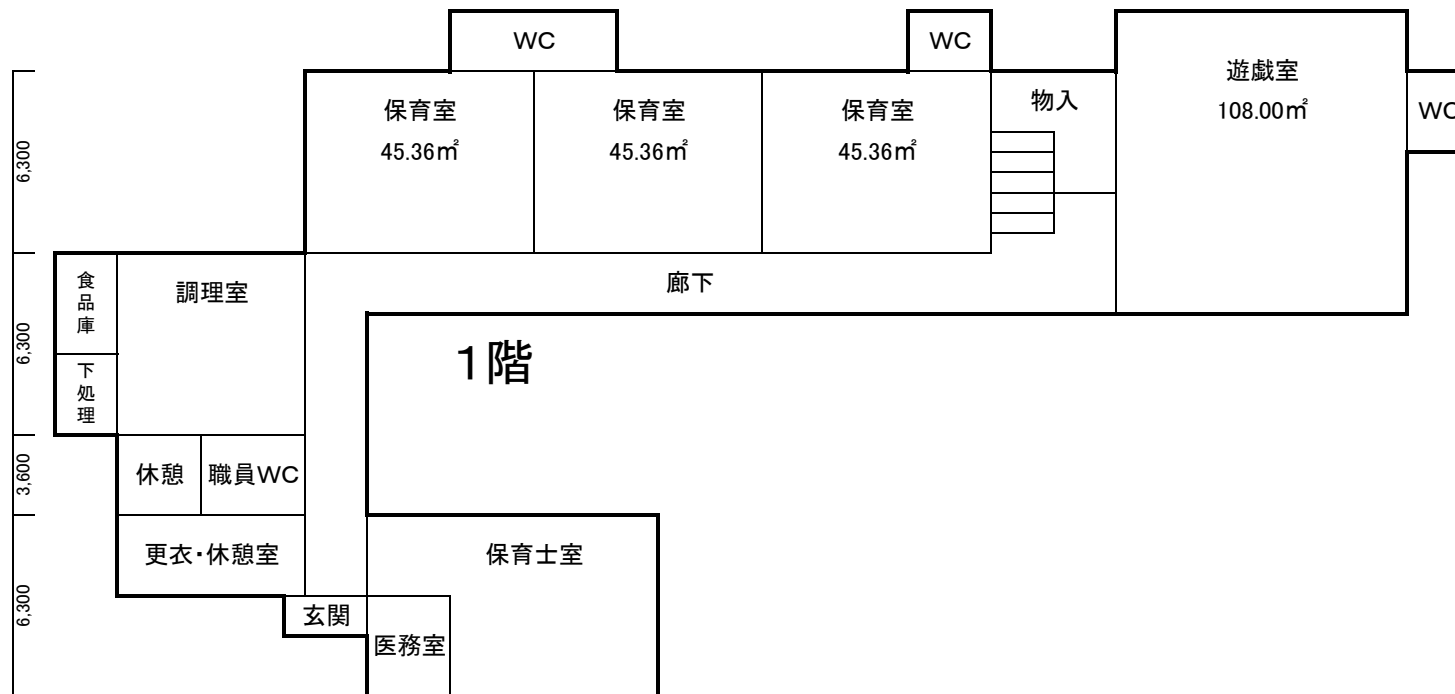 WC
WC
遊戯室
108.00㎡
WC
保育室
45.36㎡
保育室
45.36㎡
保育室
45.36㎡
物入
6,300
食品庫
調理室
廊下
6,300
下処理
1階
3,600
休憩
職員WC
更衣・休憩室
保育士室
6,300
玄関
医務室